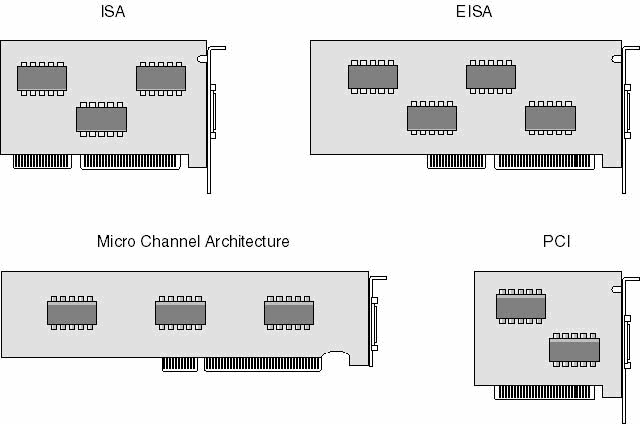 ISA
EISA
Micro Channel Architecture
PCI